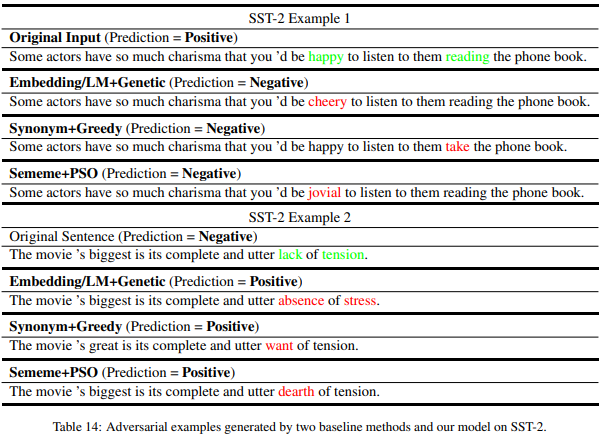 SST-2 Example 1
Original Input (Prediction = Positive)
Some actors have so much charisma that you 'd be happy to listen to them reading the phone book.
Embedding/LM+Genetic (Prediction = Negative)
Some actors have so much charisma that you 'd be cheery to listen to them reading the phone book.
Synonym+Greedy (Prediction = Negative)
Some actors have so much charisma that you 'd be happy to listen to them take the phone book.
Sememe+PSO (Prediction = Negative)
Some actors have so much charisma that you 'd be jovial to listen to them reading the phone book.
SST-2 Example 2
Original Sentence (Prediction = Negative)
The movie 's biggest is its complete and utter lack of tension.
Embedding/LM+Genetic (Prediction = Positive)
The movie 's biggest is its complete and utter absence of stress.
Synonym+Greedy (Prediction = Positive)
The movie 's great is its complete and utter want of tension.
Sememe+PSO (Prediction = Positive)
The movie 's biggest is its complete and utter dearth of tension.
Table 14: Adversarial examples generated by two baseline methods and our model on SST-2.